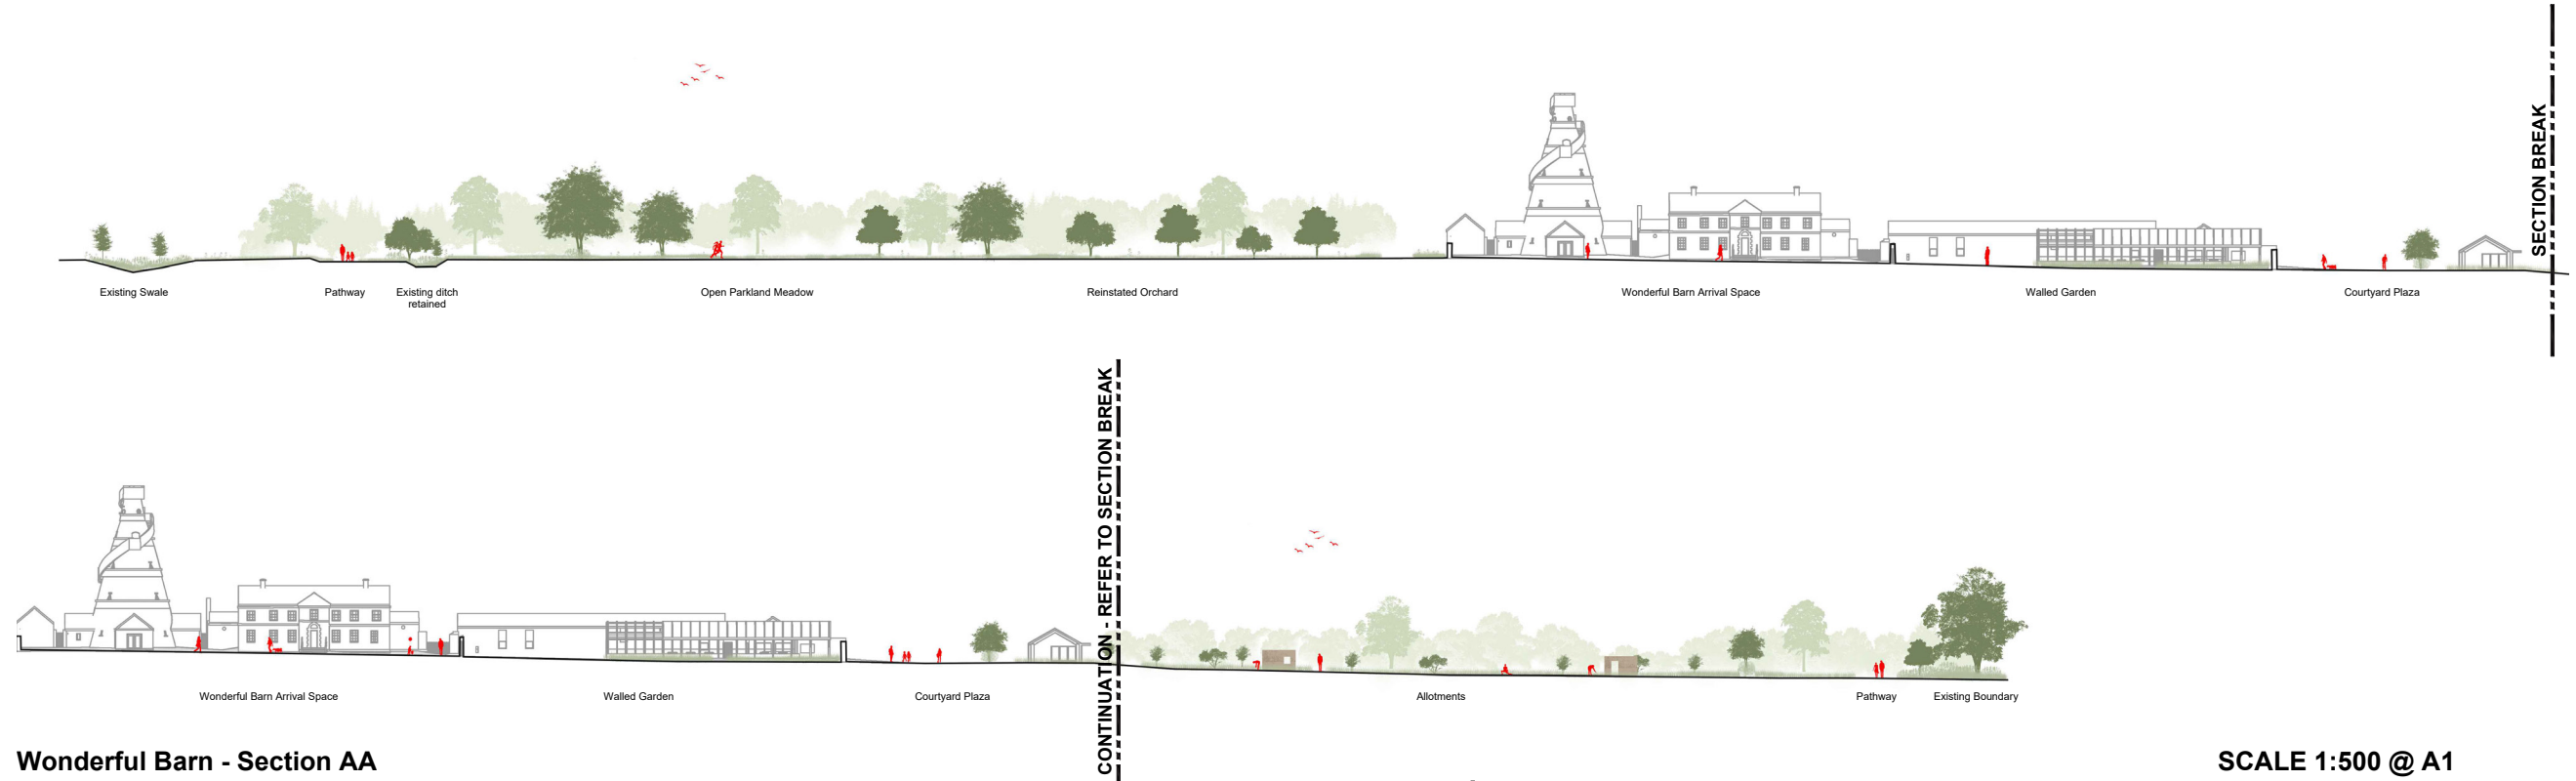 SECTION BREAK
Existing Swale
Pathway
Existing ditch
retained
Open Parkland Meadow
Reinstated Orchard
Wonderful Barn Arrival Space
Walled Garden
Courtyard Plaza
CONTINUATION - REFER TO SECTION BREAK
Wonderful Barn Arrival Space
Walled Garden
Courtyard Plaza
Allotments
Pathway
Existing Boundary
Wonderful Barn - Section AA
SCALE 1:500 @ A1